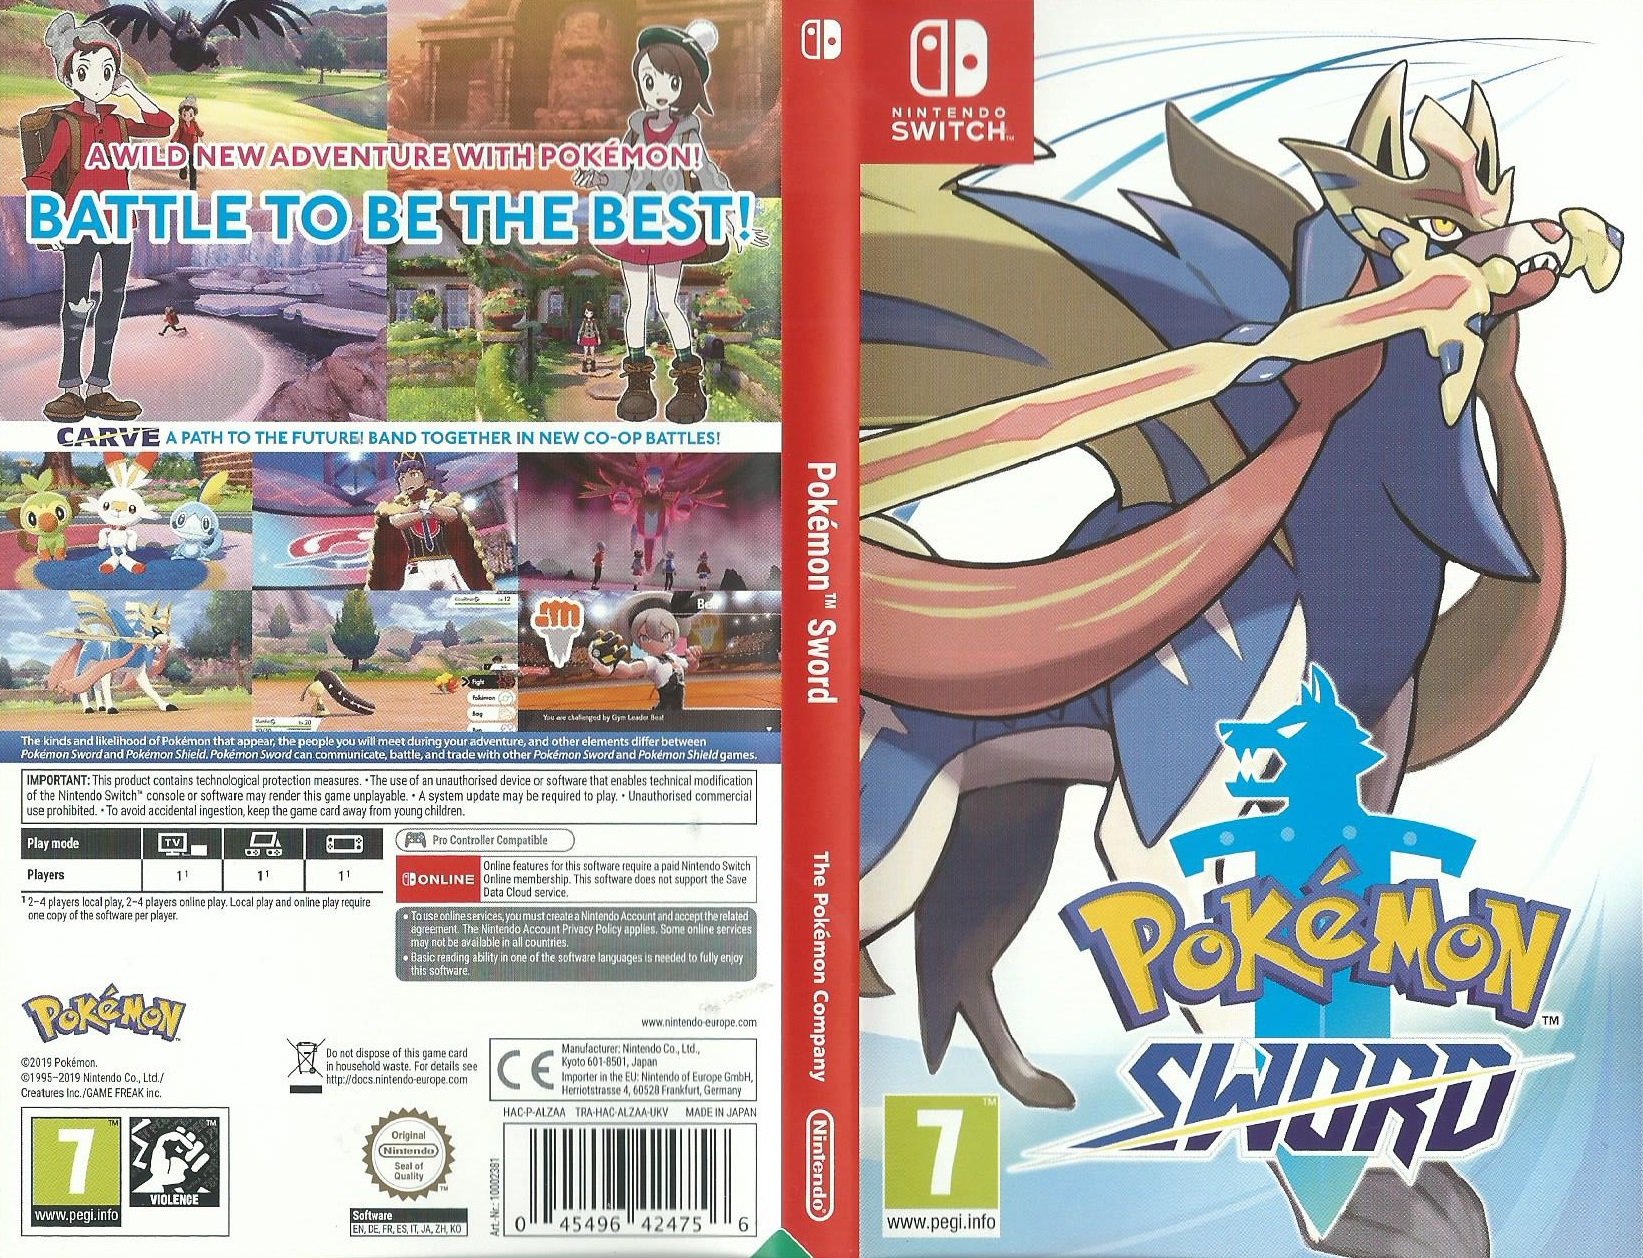 A WILD NEW ADVENTURE WITH POKÉMON!
BATTLE TO BE THE BEST!
CARVE A PATH TO THE FUTURE! BAND TOGETHER IN NEW CO-OP BATTLES!
Lv. 12
Fight
Pokémon
Bag
Run
Lv. 20
Bea
You are challenged by Gym Leader Bea!
The kinds and likelihood of Pokémon that appear, the people you will meet during your adventure, and other elements differ between
Pokémon Sword and Pokémon Shield. Pokémon Sword can communicate, battle, and trade with other Pokémon Sword and Pokémon Shield games.
IMPORTANT: This product contains technological protection measures. • The use of an unauthorised device or software that enables technical modification
of the Nintendo Switch™ console or software may render this game unplayable. • A system update may be required to play. • Unauthorised commercial
use prohibited. • To avoid accidental ingestion, keep the game card away from young children.
Play mode TV
Players 1¹ 1¹ 1¹
¹ 2–4 players local play, 2–4 players online play. Local play and online play require
one copy of the software per player.
Pro Controller Compatible
ONLINE
Online features for this software require a paid Nintendo Switch
Online membership. This software does not support the Save
Data Cloud service.
• To use online services, you must create a Nintendo Account and accept the related
agreement. The Nintendo Account Privacy Policy applies. Some online services
may not be available in all countries.
• Basic reading ability in one of the software languages is needed to fully enjoy
this software.
POKÉMON™
©2019 Pokémon.
©1995–2019 Nintendo Co., Ltd./
Creatures Inc./GAME FREAK inc.
7™
www.pegi.info
™
VIOLENCE
Do not dispose of this game card
in household waste. For details see
http://docs.nintendo-europe.com
www.nintendo-europe.com
CE
Manufacturer: Nintendo Co., Ltd.,
Kyoto 601-8501, Japan
Importer in the EU: Nintendo of Europe GmbH,
Herriotstrasse 4, 60528 Frankfurt, Germany
HAC-P-ALZAA TRA-HAC-ALZAA-UKV MADE IN JAPAN
Original
Nintendo
Seal of
Quality
™
Software
EN, DE, FR, ES, IT, JA, ZH, KO
Art.-Nr.: 10002381
0 45496 42475 6
Pokémon™ Sword
The Pokémon Company
Nintendo®
NINTENDO
SWITCH™
POKÉMON™
SWORD
7™
www.pegi.info